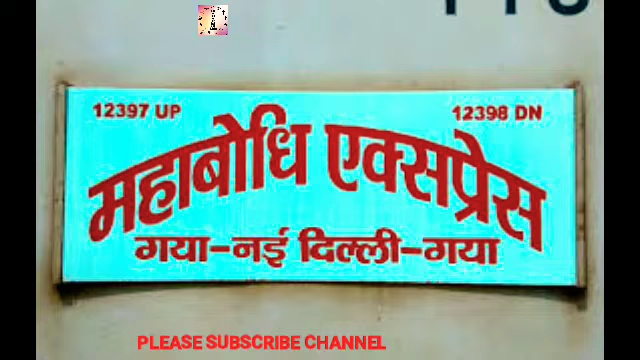 12397 UP
12398 DN
महाबोधि एक्सप्रेस
गया-नई दिल्ली-गया
PLEASE SUBSCRIBE CHANNEL